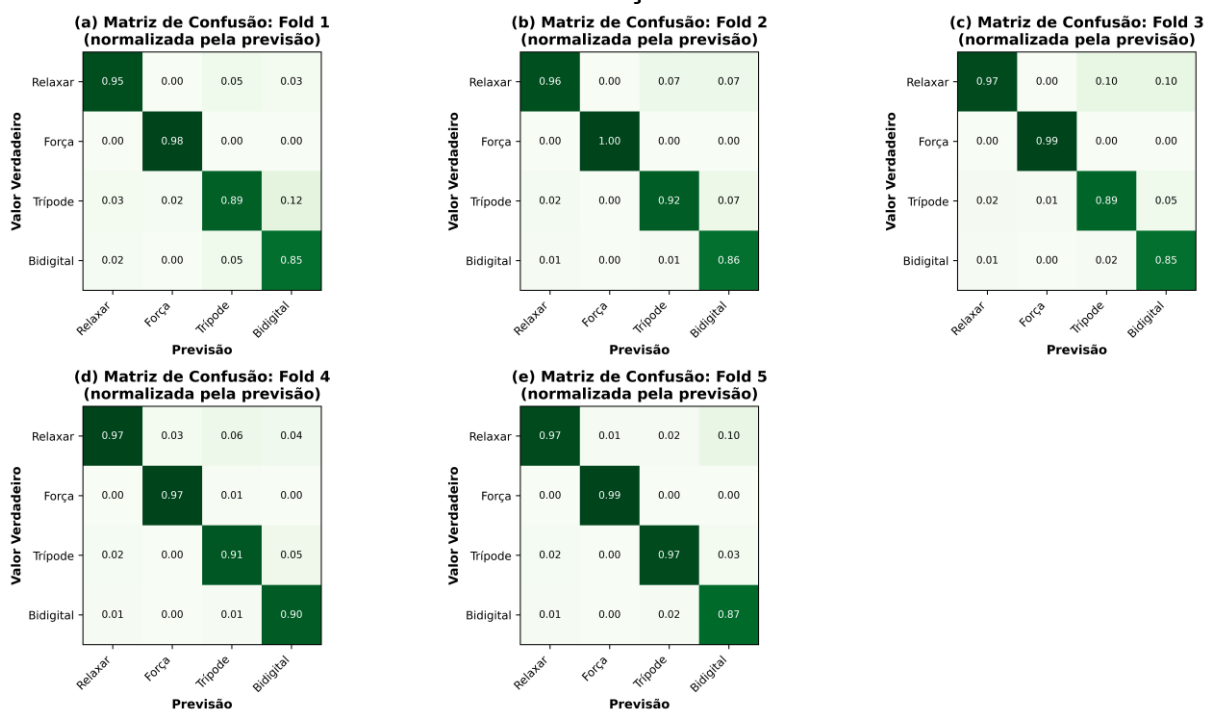 (a) Matriz de Confusão: Fold 1
(normalizada pela previsão)
Valor Verdadeiro
Relaxar 0.95 0.00 0.05 0.03
Força 0.00 0.98 0.00 0.00
Trípode 0.03 0.02 0.89 0.12
Bidigital 0.02 0.00 0.05 0.85
Relaxar Força Trípode Bidigital
Previsão
(b) Matriz de Confusão: Fold 2
(normalizada pela previsão)
Valor Verdadeiro
Relaxar 0.96 0.00 0.07 0.07
Força 0.00 1.00 0.00 0.00
Trípode 0.02 0.00 0.92 0.07
Bidigital 0.01 0.00 0.01 0.86
Relaxar Força Trípode Bidigital
Previsão
(c) Matriz de Confusão: Fold 3
(normalizada pela previsão)
Valor Verdadeiro
Relaxar 0.97 0.00 0.10 0.10
Força 0.00 0.99 0.00 0.00
Trípode 0.02 0.01 0.89 0.05
Bidigital 0.01 0.00 0.02 0.85
Relaxar Força Trípode Bidigital
Previsão
(d) Matriz de Confusão: Fold 4
(normalizada pela previsão)
Valor Verdadeiro
Relaxar 0.97 0.03 0.06 0.04
Força 0.00 0.97 0.01 0.00
Trípode 0.02 0.00 0.91 0.05
Bidigital 0.01 0.00 0.01 0.90
Relaxar Força Trípode Bidigital
Previsão
(e) Matriz de Confusão: Fold 5
(normalizada pela previsão)
Valor Verdadeiro
Relaxar 0.97 0.01 0.02 0.10
Força 0.00 0.99 0.00 0.00
Trípode 0.02 0.00 0.97 0.03
Bidigital 0.01 0.00 0.02 0.87
Relaxar Força Trípode Bidigital
Previsão